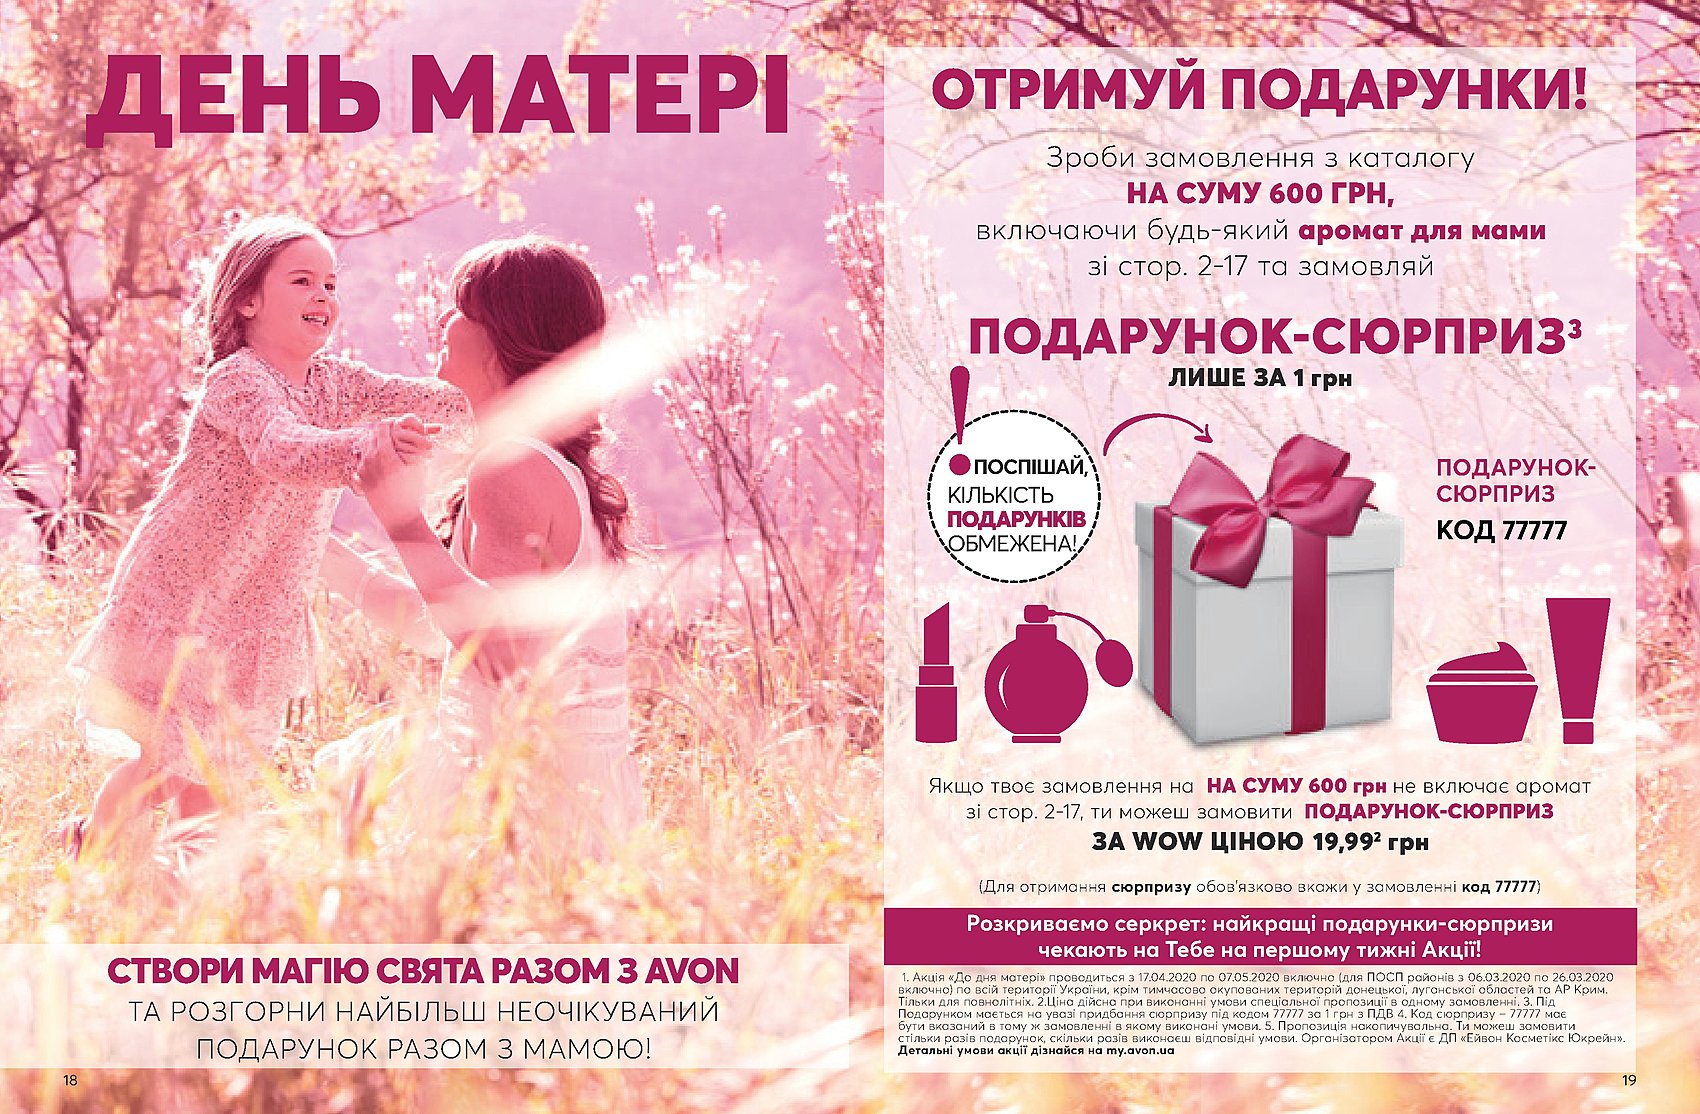 ДЕНЬ МАТЕРІ
СТВОРИ МАГІЮ СВЯТА РАЗОМ З AVON
ТА РОЗГОРНИ НАЙБІЛЬШ НЕОЧІКУВАНИЙ
ПОДАРУНОК РАЗОМ З МАМОЮ!
18
ОТРИМУЙ ПОДАРУНКИ!
Зроби замовлення з каталогу
НА СУМУ 600 ГРН,
включаючи будь-який аромат для мами
зі стор. 2-17 та замовляй
ПОДАРУНОК-СЮРПРИЗ³
ЛИШЕ ЗА 1 грн
! ПОСПІШАЙ,
КІЛЬКІСТЬ
ПОДАРУНКІВ
ОБМЕЖЕНА!
ПОДАРУНОК-
СЮРПРИЗ
КОД 77777
Якщо твоє замовлення на НА СУМУ 600 грн не включає аромат
зі стор. 2-17, ти можеш замовити ПОДАРУНОК-СЮРПРИЗ
ЗА WOW ЦІНОЮ 19,99² грн
(Для отримання сюрпризу обов'язково вкажи у замовленні код 77777)
Розкриваємо серкрет: найкращі подарунки-сюрпризи
чекають на Тебе на першому тижні Акції!
1. Акція «До дня матері» проводиться з 17.04.2020 по 07.05.2020 включно (для ПОСП районів з 06.03.2020 по 26.03.2020
включно) по всій території України, крім тимчасово окупованих територій донецької, луганської областей та АР Крим.
Тільки для повнолітніх. 2.Ціна дійсна при виконанні умови спеціальної пропозиції в одному замовленні. 3. Під
Подарунком мається на увазі придбання сюрпризу під кодом 77777 за 1 грн з ПДВ 4. Код сюрпризу – 77777 має
бути вказаний в тому ж замовленні в якому виконані умови. 5. Пропозиція накопичувальна. Ти можеш замовити
стільки разів подарунок, скільки разів виконаєш відповідні умови. Організатором Акції є ДП «Ейвон Косметікс Юкрейн».
Детальні умови акції дізнайся на my.avon.ua
19